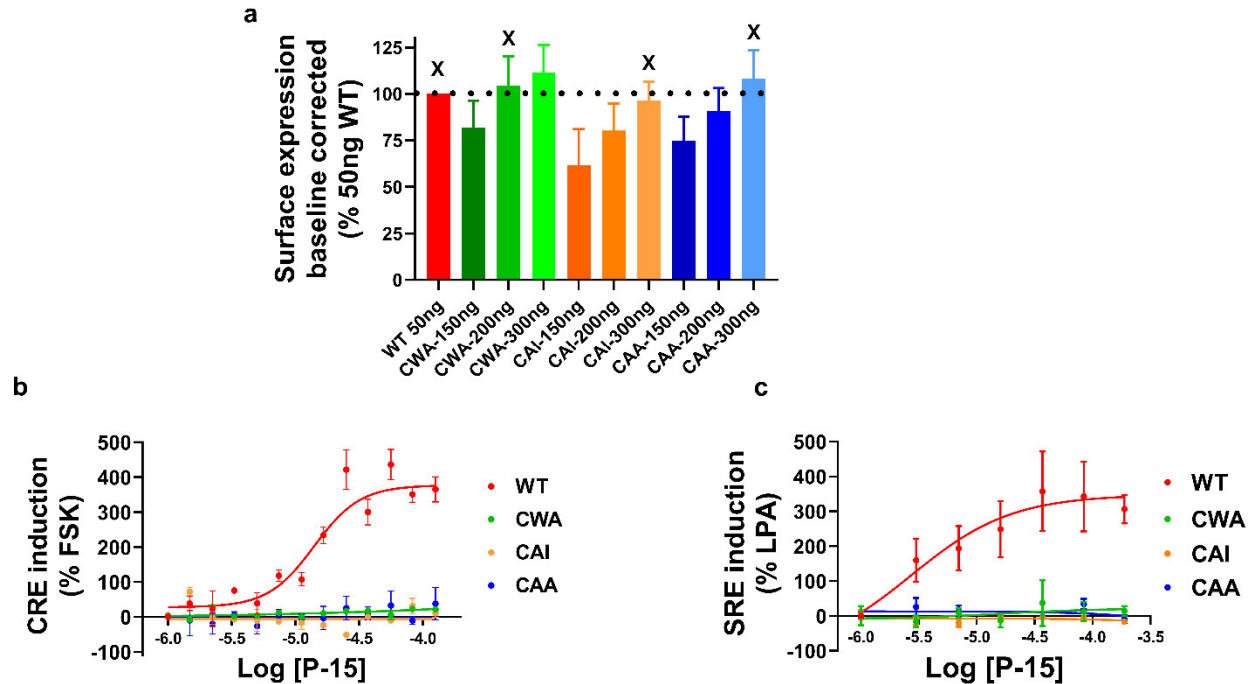 a
Surface expression
baseline corrected
(% 50ng WT)
125
100
75
50
25
0
X
X
X
X
WT 50ng
CWA-150ng
CWA-200ng
CWA-300ng
CAI-150ng
CAI-200ng
CAI-300ng
CAA-150ng
CAA-200ng
CAA-300ng
b
CRE induction
(% FSK)
500
400
300
200
100
0
-100
-6.0
-5.5
-5.0
-4.5
-4.0
Log [P-15]
WT
CWA
CAI
CAA
c
SRE induction
(% LPA)
500
400
300
200
100
0
-100
-6.0
-5.5
-5.0
-4.5
-4.0
-3.5
Log [P-15]
WT
CWA
CAI
CAA